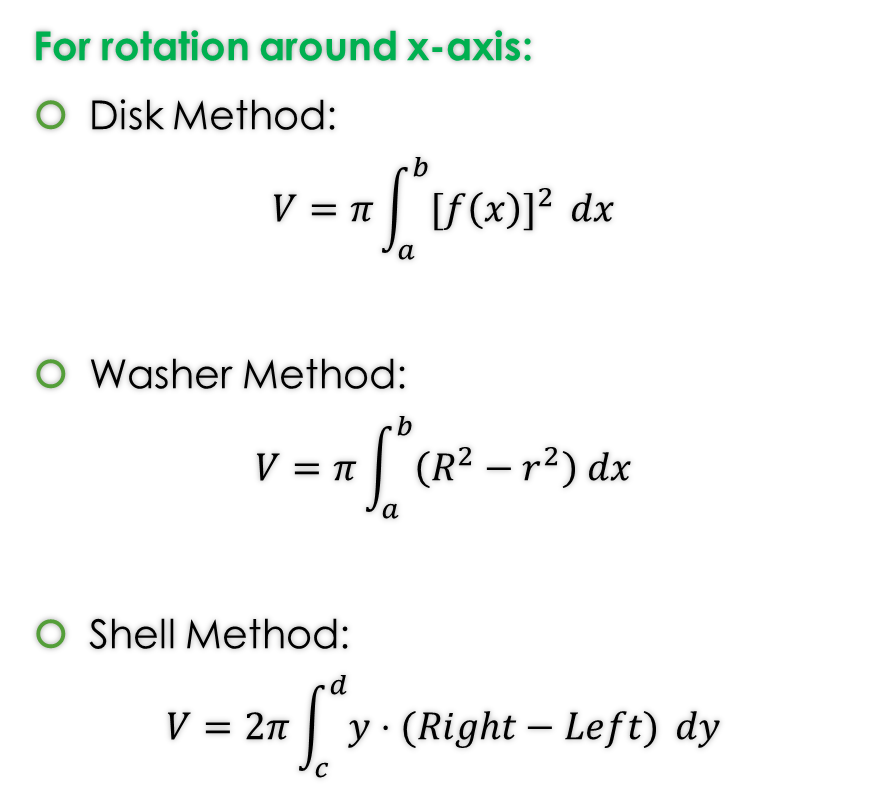 For rotation around x-axis:
Disk Method:
V = π ∫_a^b [f(x)]² dx
Washer Method:
V = π ∫_a^b (R² − r²) dx
Shell Method:
V = 2π ∫_c^d y · (Right − Left) dy